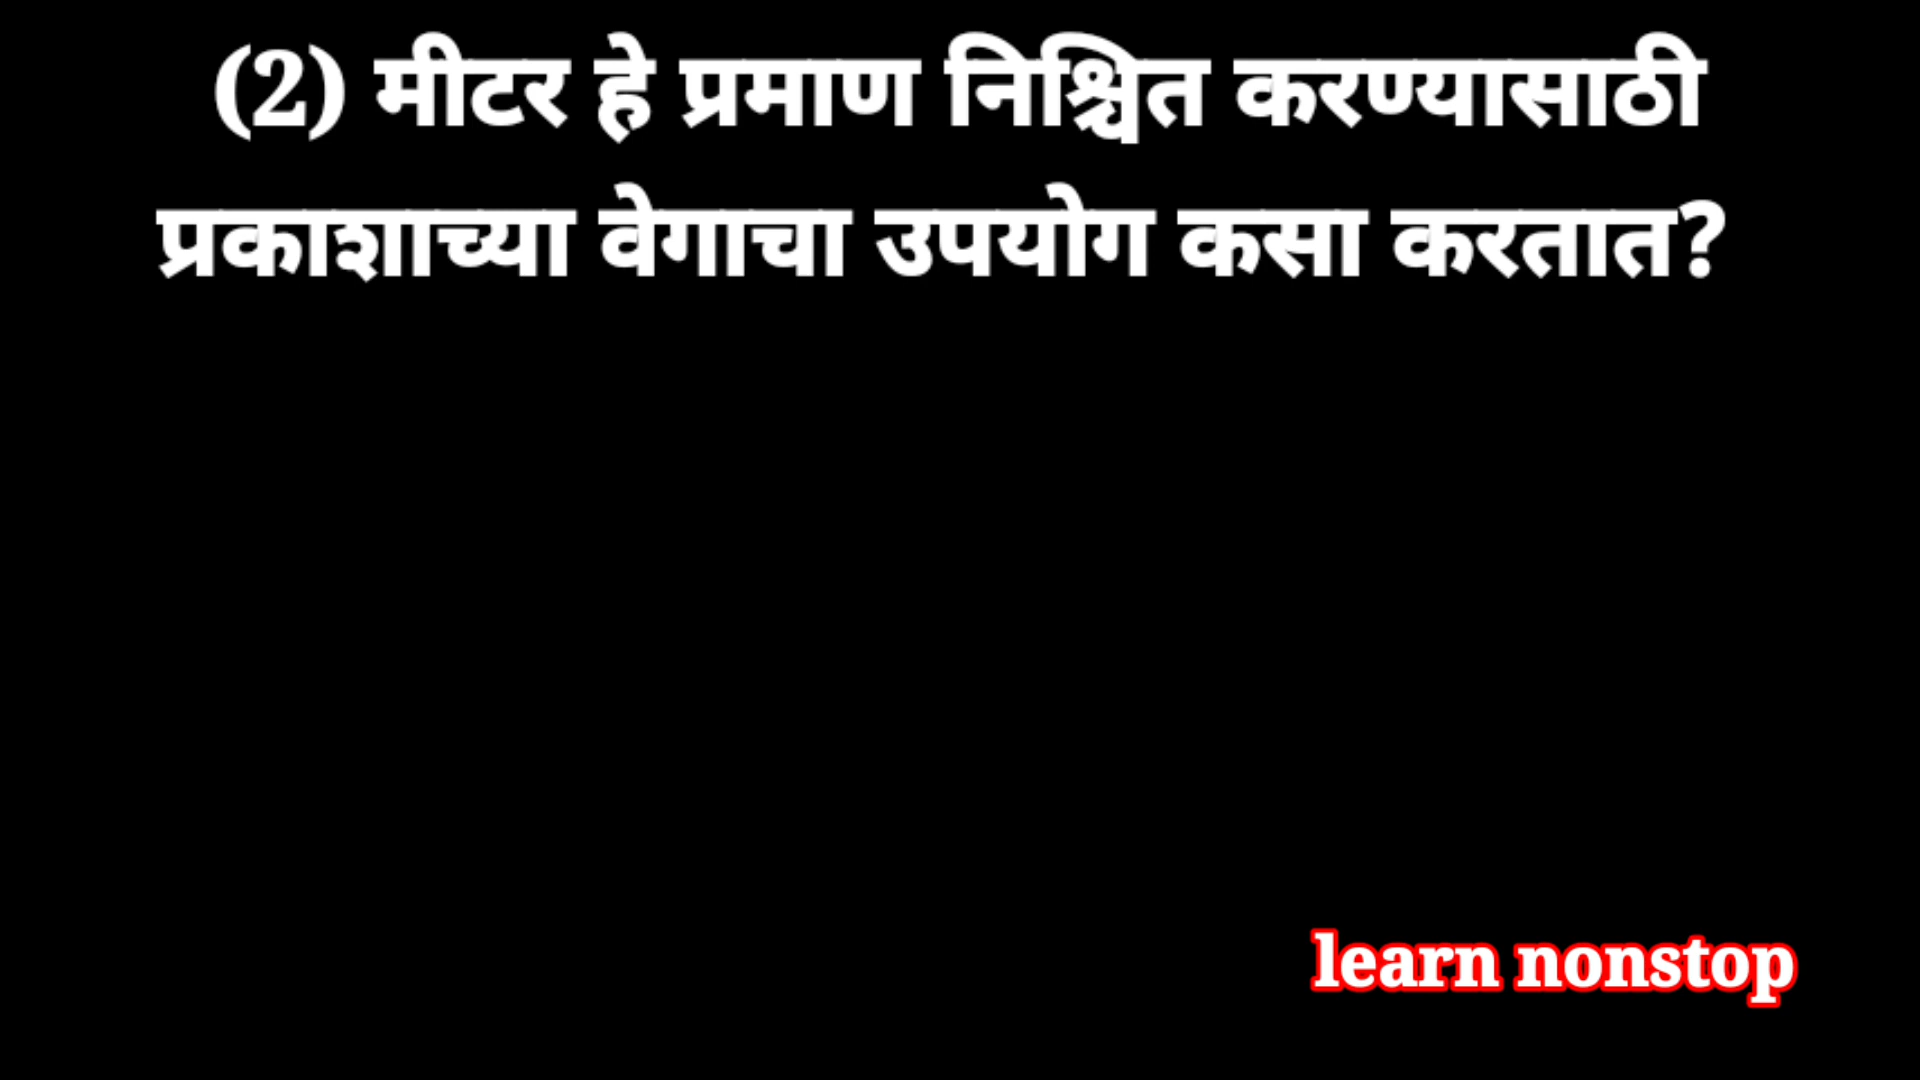 (2) मीटर हे प्रमाण निश्चित करण्यासाठी
प्रकाशाच्या वेगाचा उपयोग कसा करतात?
learn nonstop